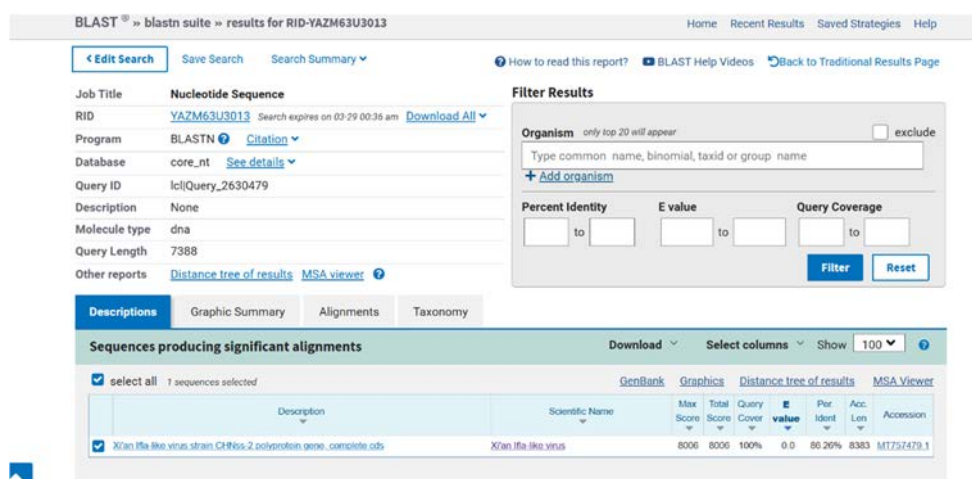 BLAST ® » blastn suite » results for RID-YAZM63U3013
Home Recent Results Saved Strategies Help
< Edit Search Save Search Search Summary
How to read this report? BLAST Help Videos Back to Traditional Results Page
Job Title Nucleotide Sequence
RID YAZM63U3013 Search expires on 03-29 00:36 am Download All
Program BLASTN Citation
Database core_nt See details
Query ID lcl|Query_2630479
Description None
Molecule type dna
Query Length 7388
Other reports Distance tree of results MSA viewer
Filter Results
Organism only top 20 will appear exclude
Type common name, binomial, taxid or group name
+ Add organism
Percent Identity E value Query Coverage
to to to
Filter Reset
Descriptions Graphic Summary Alignments Taxonomy
Sequences producing significant alignments Download Select columns Show 100
select all 1 sequences selected GenBank Graphics Distance tree of results MSA Viewer
Description Scientific Name Max Score Total Score Query Cover E value Per. Ident Acc. Len Accession
Xi'an Ifla-like virus strain CHNss-2 polyprotein gene, complete cds Xi'an Ifla-like virus 8006 8006 100% 0.0 86.26% 8383 MT757479.1